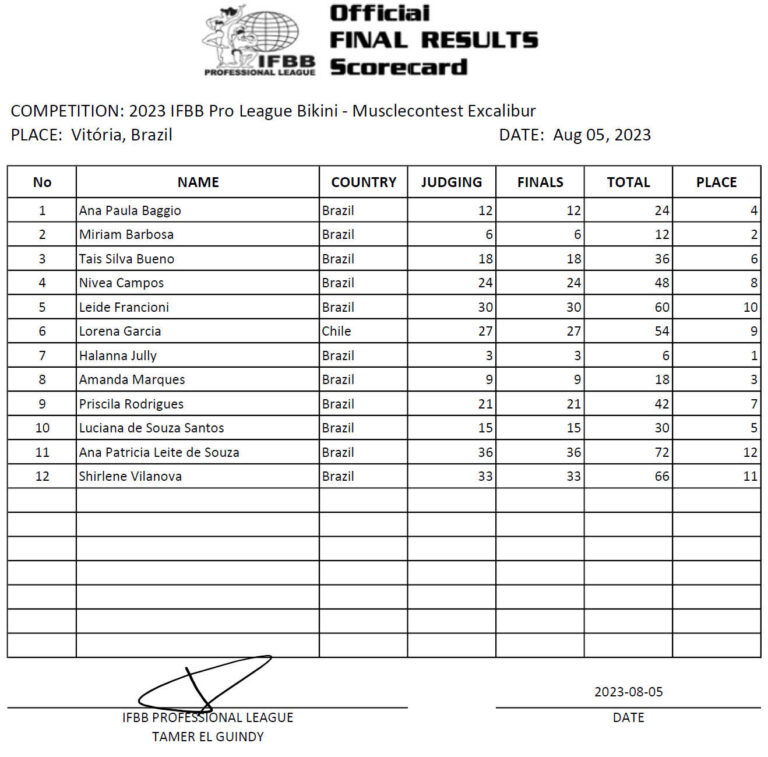 Official
FINAL RESULTS
Scorecard
IFBB
PROFESSIONAL LEAGUE
COMPETITION: 2023 IFBB Pro League Bikini - Musclecontest Excalibur
PLACE: Vitória, Brazil DATE: Aug 05, 2023
No NAME COUNTRY JUDGING FINALS TOTAL PLACE
1 Ana Paula Baggio Brazil 12 12 24 4
2 Miriam Barbosa Brazil 6 6 12 2
3 Tais Silva Bueno Brazil 18 18 36 6
4 Nivea Campos Brazil 24 24 48 8
5 Leide Francioni Brazil 30 30 60 10
6 Lorena Garcia Chile 27 27 54 9
7 Halanna Jully Brazil 3 3 6 1
8 Amanda Marques Brazil 9 9 18 3
9 Priscila Rodrigues Brazil 21 21 42 7
10 Luciana de Souza Santos Brazil 15 15 30 5
11 Ana Patricia Leite de Souza Brazil 36 36 72 12
12 Shirlene Vilanova Brazil 33 33 66 11
2023-08-05
IFBB PROFESSIONAL LEAGUE DATE
TAMER EL GUINDY